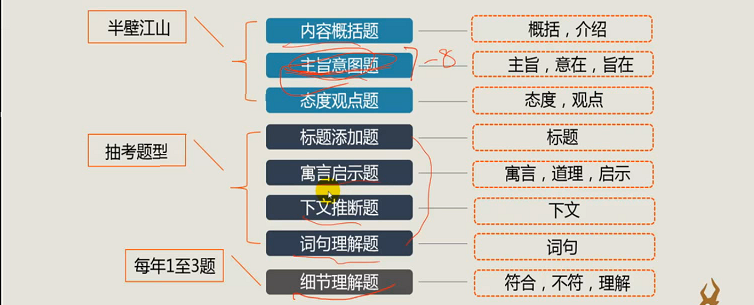 半壁江山
内容概括题
概括，介绍
主旨意图题
7-8
主旨，意在，旨在
态度观点题
态度，观点
抽考题型
标题添加题
标题
寓言启示题
寓言，道理，启示
下文推断题
下文
词句理解题
词句
每年1至3题
细节理解题
符合，不符，理解